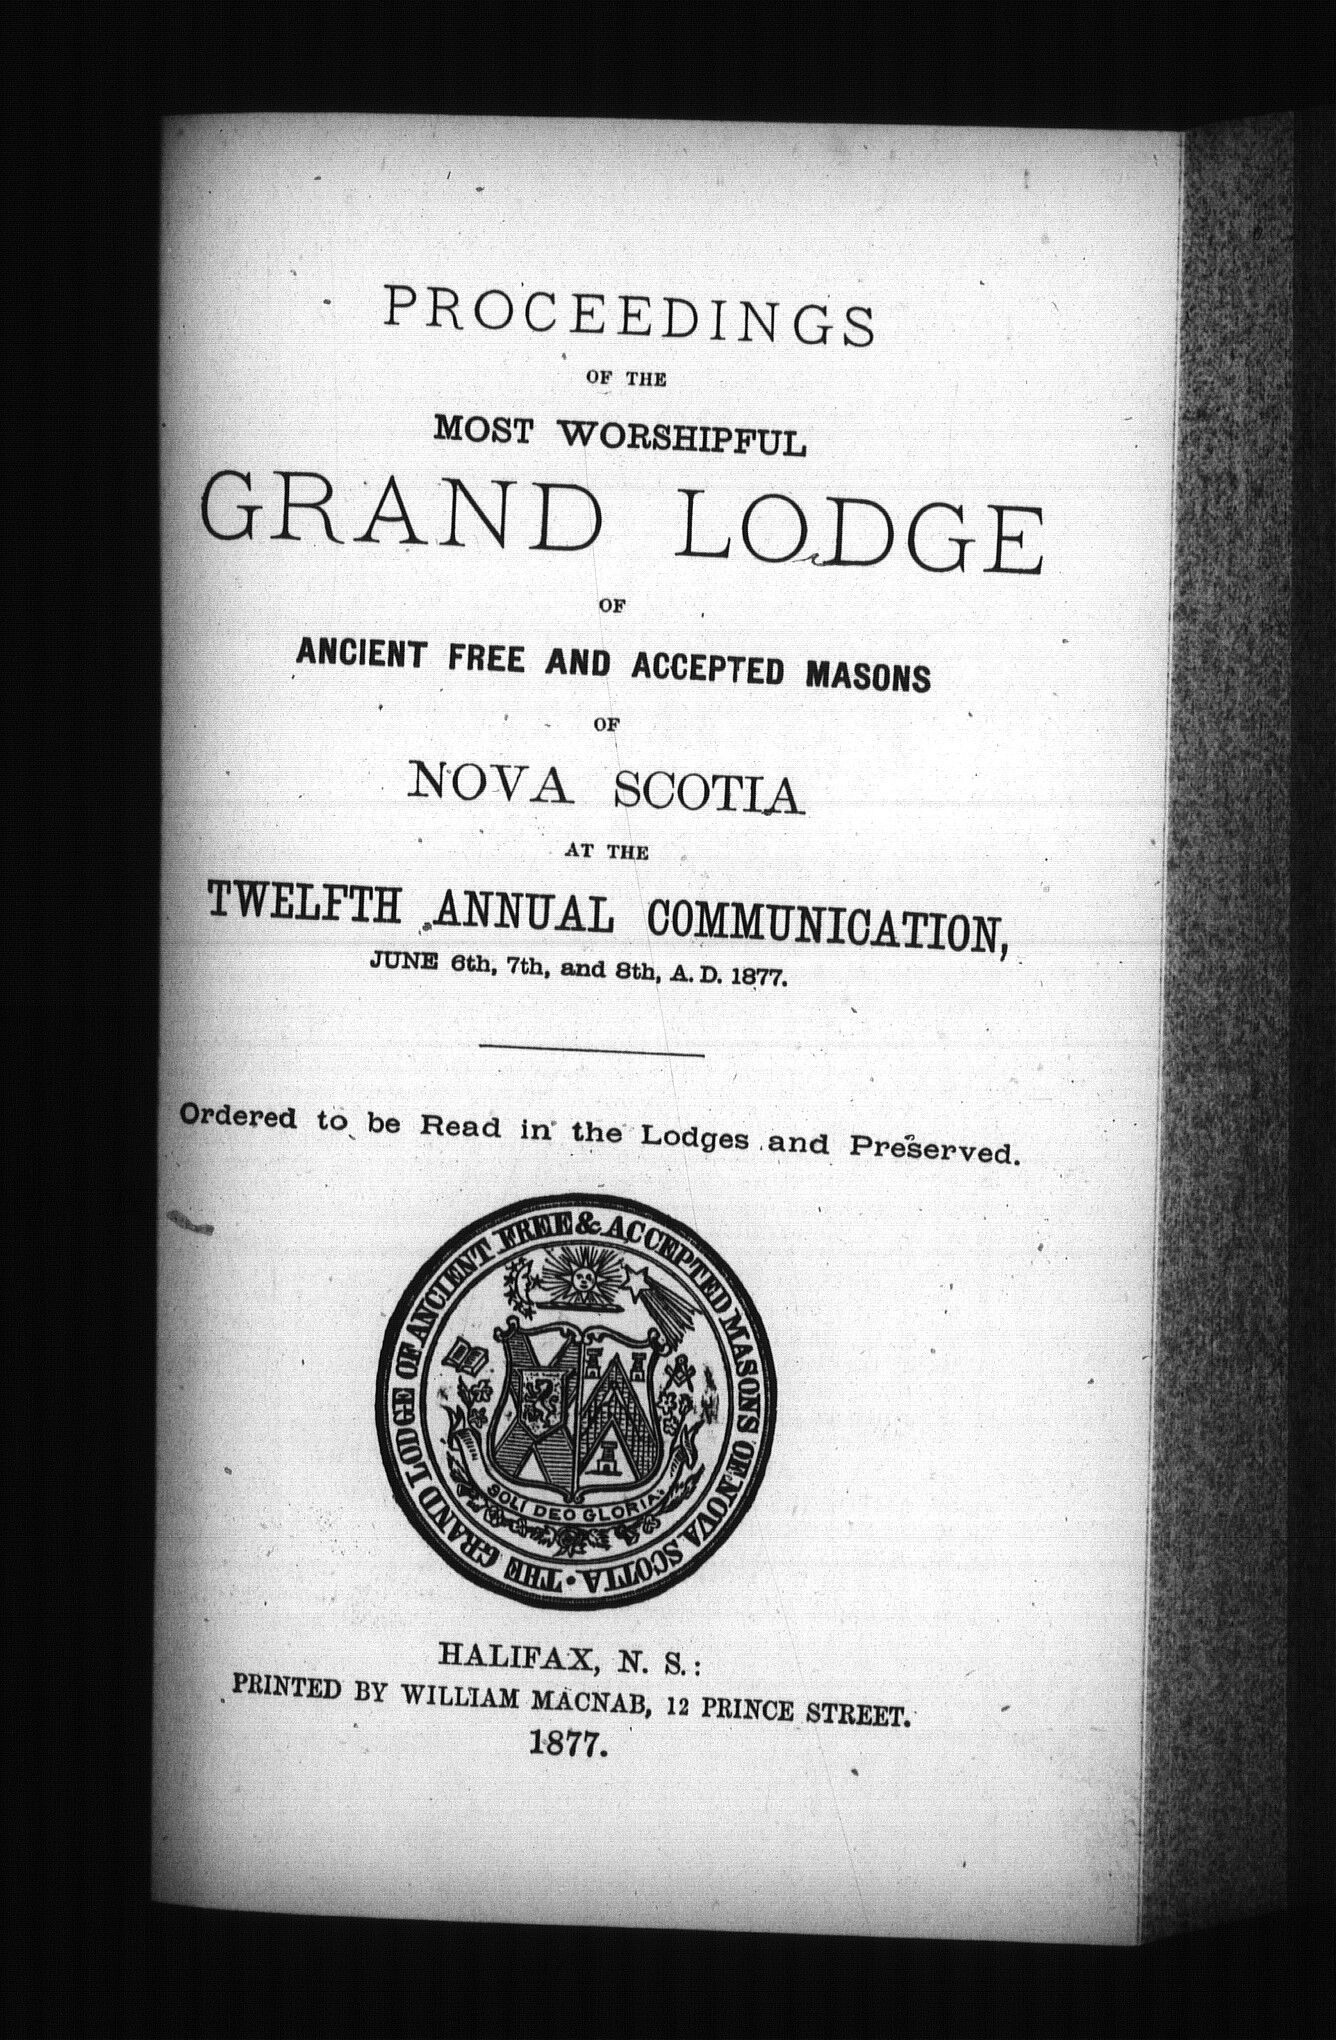 PROCEEDINGS
OF THE
MOST WORSHIPFUL
GRAND LODGE
OF
ANCIENT FREE AND ACCEPTED MASONS
OF
NOVA SCOTIA
AT THE
TWELFTH ANNUAL COMMUNICATION,
JUNE 6th, 7th, and 8th, A. D. 1877.
Ordered to be Read in the Lodges and Preserved.
THE GRAND LODGE OF ANCIENT FREE & ACCEPTED MASONS OF NOVA SCOTIA
SOLI DEO GLORIA
HALIFAX, N. S.:
PRINTED BY WILLIAM MACNAB, 12 PRINCE STREET.
1877.